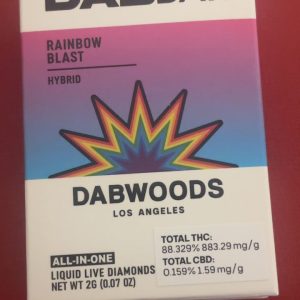 RAINBOW
BLAST
HYBRID
DABWOODS
LOS ANGELES
ALL-IN-ONE
LIQUID LIVE DIAMONDS
NET WT 2G (0.07 OZ)
TOTAL THC:
88.329% 883.29 mg/g
TOTAL CBD:
0.159% 1.59 mg/g